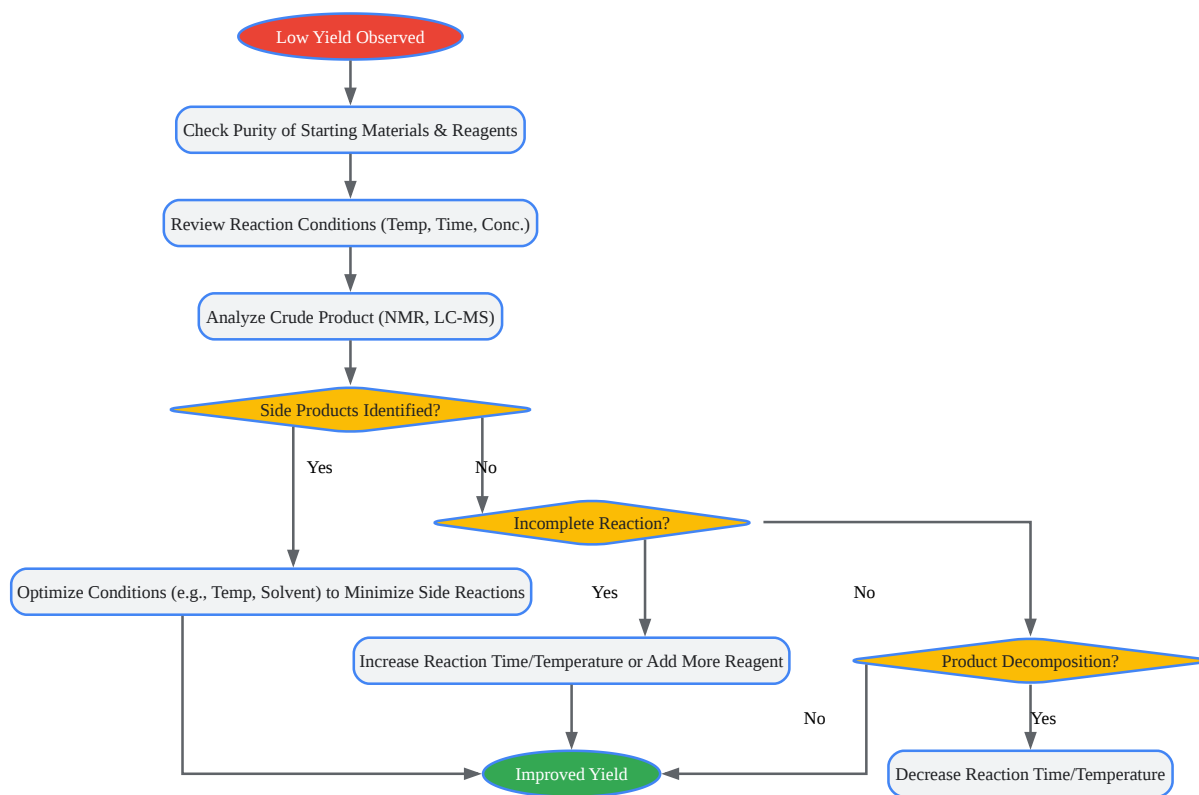 Low Yield Observed
Check Purity of Starting Materials & Reagents
Review Reaction Conditions (Temp, Time, Conc.)
Analyze Crude Product (NMR, LC-MS)
Side Products Identified?
Yes
No
Incomplete Reaction?
Optimize Conditions (e.g., Temp, Solvent) to Minimize Side Reactions
Yes
No
Increase Reaction Time/Temperature or Add More Reagent
Product Decomposition?
No
Yes
Improved Yield
Decrease Reaction Time/Temperature